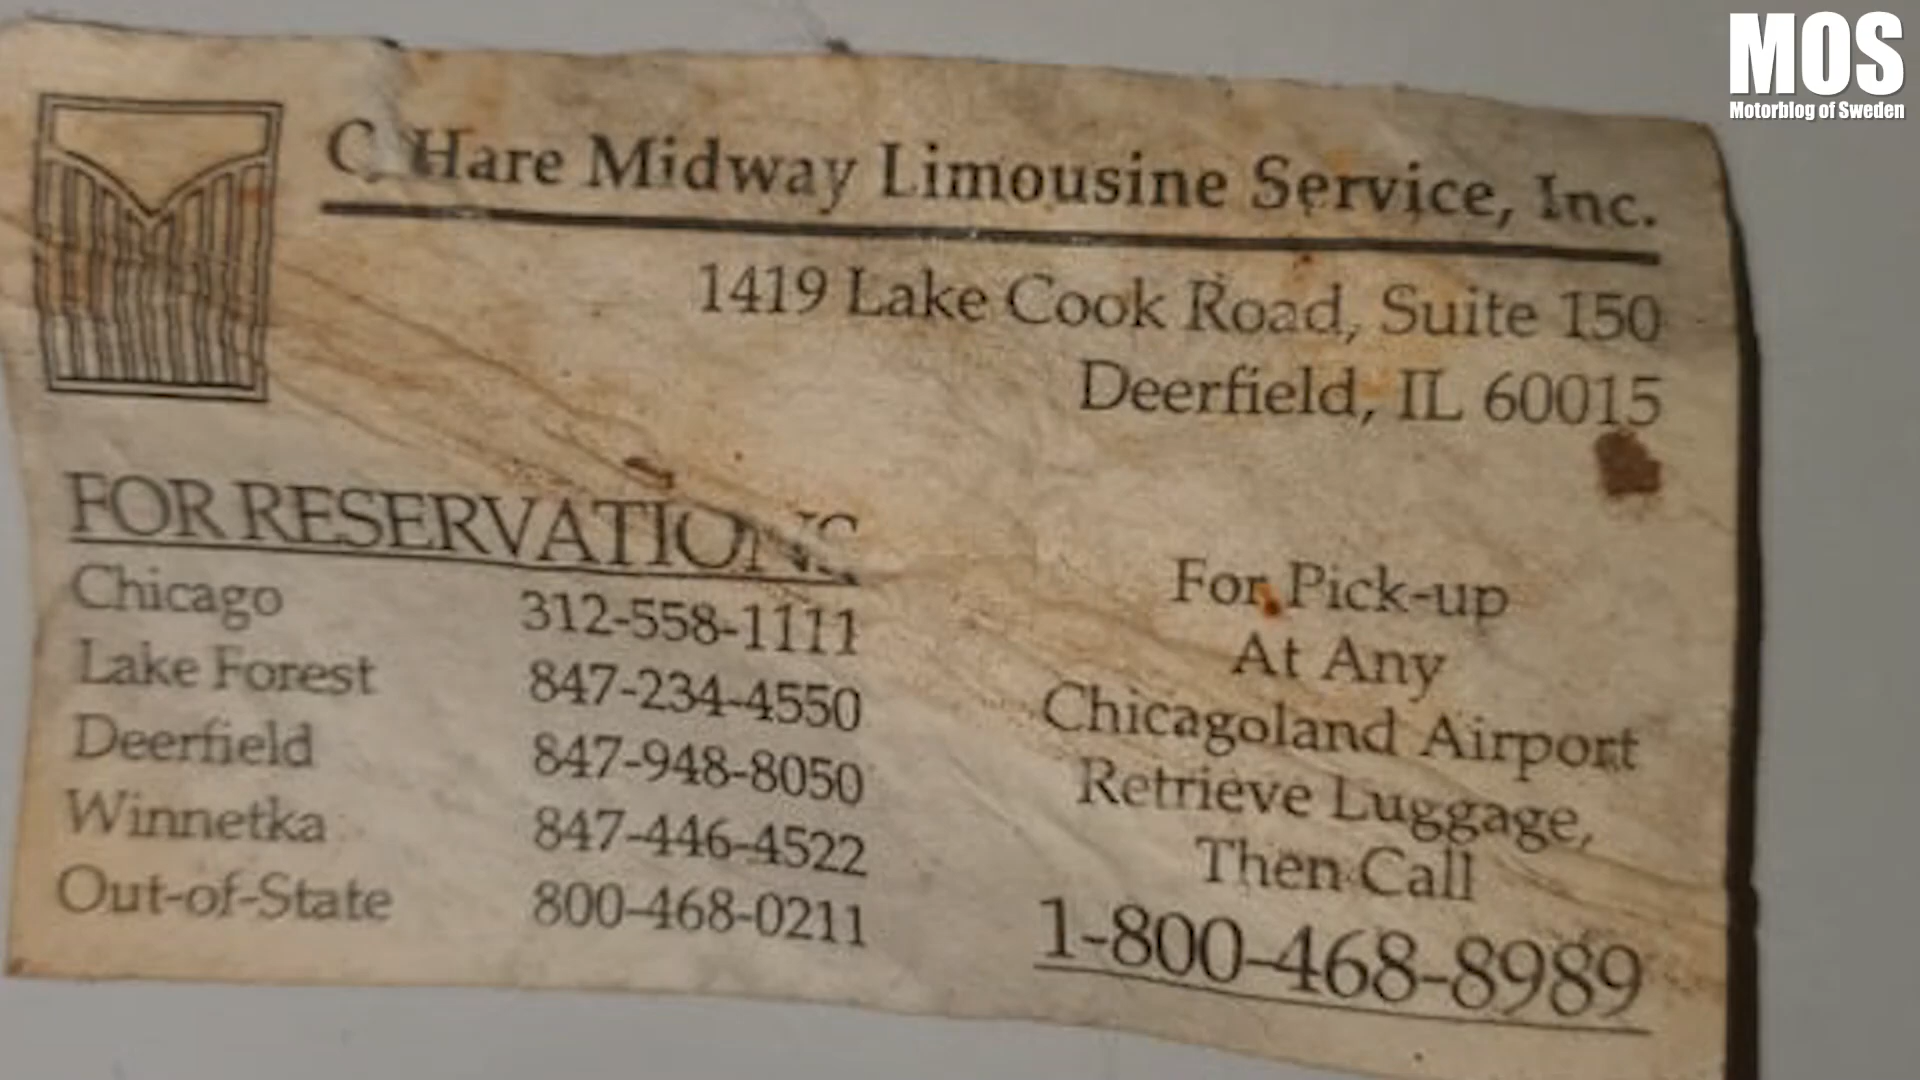 MOS
Motorblog of Sweden
O'Hare Midway Limousine Service, Inc.
1419 Lake Cook Road, Suite 150
Deerfield, IL 60015
FOR RESERVATIONS
Chicago 312-558-1111
Lake Forest 847-234-4550
Deerfield 847-948-8050
Winnetka 847-446-4522
Out-of-State 800-468-0211
For Pick-up
At Any
Chicagoland Airport
Retrieve Luggage,
Then Call
1-800-468-8989